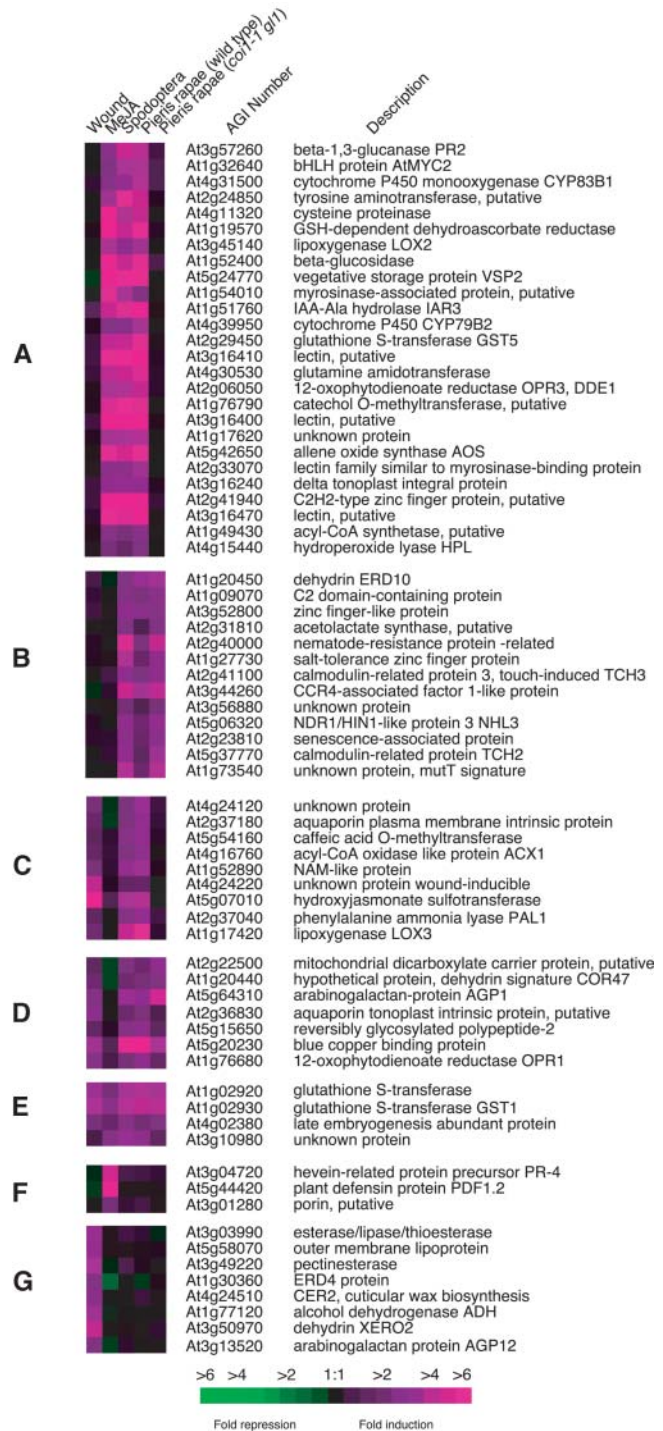 Wound
MeJA
Spodoptera
Pieris rapae (wild type)
Pieris rapae (coi1-1 gl1)
AGI Number
Description
A
At3g57260 beta-1,3-glucanase PR2
At1g32640 bHLH protein AtMYC2
At4g31500 cytochrome P450 monooxygenase CYP83B1
At2g24850 tyrosine aminotransferase, putative
At4g11320 cysteine proteinase
At1g19570 GSH-dependent dehydroascorbate reductase
At3g45140 lipoxygenase LOX2
At1g52400 beta-glucosidase
At5g24770 vegetative storage protein VSP2
At1g54010 myrosinase-associated protein, putative
At1g51760 IAA-Ala hydrolase IAR3
At4g39950 cytochrome P450 CYP79B2
At2g29450 glutathione S-transferase GST5
At3g16410 lectin, putative
At4g30530 glutamine amidotransferase
At2g06050 12-oxophytodienoate reductase OPR3, DDE1
At1g76790 catechol O-methyltransferase, putative
At3g16400 lectin, putative
At1g17620 unknown protein
At5g42650 allene oxide synthase AOS
At2g33070 lectin family similar to myrosinase-binding protein
At3g16240 delta tonoplast integral protein
At2g41940 C2H2-type zinc finger protein, putative
At3g16470 lectin, putative
At1g49430 acyl-CoA synthetase, putative
At4g15440 hydroperoxide lyase HPL
B
At1g20450 dehydrin ERD10
At1g09070 C2 domain-containing protein
At3g52800 zinc finger-like protein
At2g31810 acetolactate synthase, putative
At2g40000 nematode-resistance protein -related
At1g27730 salt-tolerance zinc finger protein
At2g41100 calmodulin-related protein 3, touch-induced TCH3
At3g44260 CCR4-associated factor 1-like protein
At3g56880 unknown protein
At5g06320 NDR1/HIN1-like protein 3 NHL3
At2g23810 senescence-associated protein
At5g37770 calmodulin-related protein TCH2
At1g73540 unknown protein, mutT signature
C
At4g24120 unknown protein
At2g37180 aquaporin plasma membrane intrinsic protein
At5g54160 caffeic acid O-methyltransferase
At4g16760 acyl-CoA oxidase like protein ACX1
At1g52890 NAM-like protein
At4g24220 unknown protein wound-inducible
At5g07010 hydroxyjasmonate sulfotransferase
At2g37040 phenylalanine ammonia lyase PAL1
At1g17420 lipoxygenase LOX3
D
At2g22500 mitochondrial dicarboxylate carrier protein, putative
At1g20440 hypothetical protein, dehydrin signature COR47
At5g64310 arabinogalactan-protein AGP1
At2g36830 aquaporin tonoplast intrinsic protein, putative
At5g15650 reversibly glycosylated polypeptide-2
At5g20230 blue copper binding protein
At1g76680 12-oxophytodienoate reductase OPR1
E
At1g02920 glutathione S-transferase
At1g02930 glutathione S-transferase GST1
At4g02380 late embryogenesis abundant protein
At3g10980 unknown protein
F
At3g04720 hevein-related protein precursor PR-4
At5g44420 plant defensin protein PDF1.2
At3g01280 porin, putative
G
At3g03990 esterase/lipase/thioesterase
At5g58070 outer membrane lipoprotein
At3g49220 pectinesterase
At1g30360 ERD4 protein
At4g24510 CER2, cuticular wax biosynthesis
At1g77120 alcohol dehydrogenase ADH
At3g50970 dehydrin XERO2
At3g13520 arabinogalactan protein AGP12
>6 >4 >2 1:1 >2 >4 >6
Fold repression Fold induction